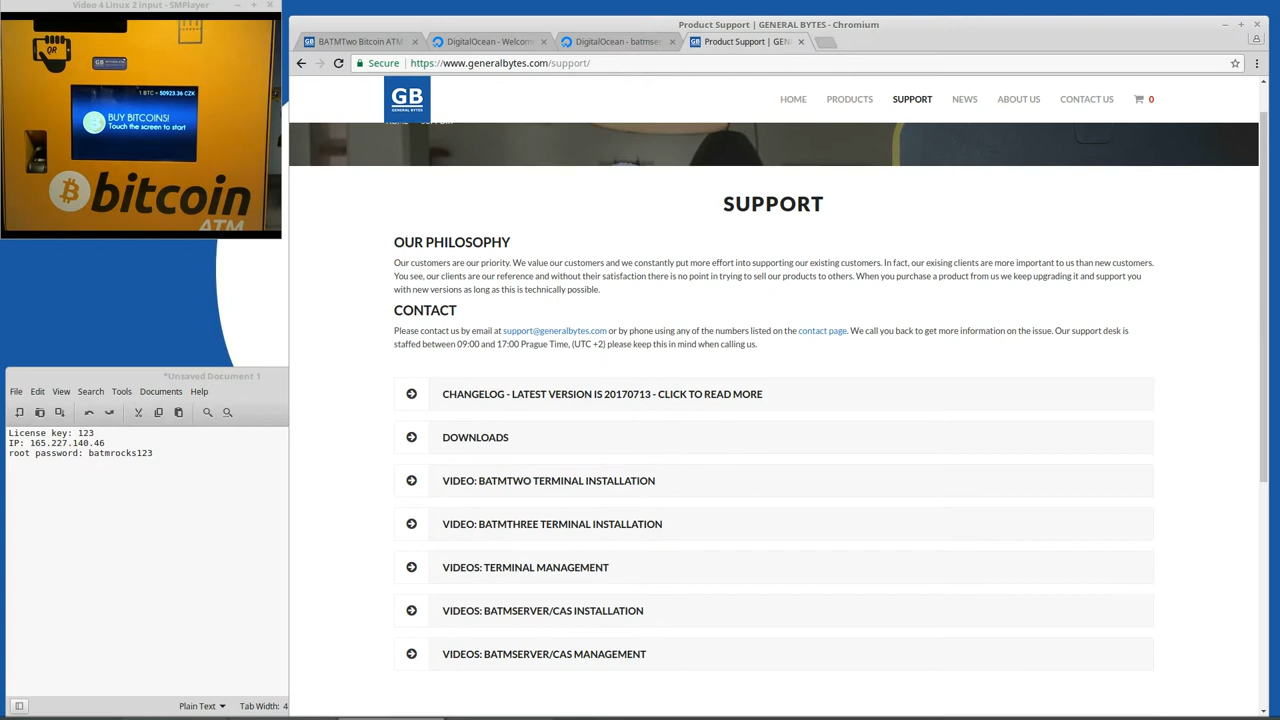 Video 4 Linux 2 input - SMPlayer
QR
GB
1 BTC = 50923.36 CZK
BUY BITCOINS!
Touch the screen to start
bitcoin
ATM
*Unsaved Document 1
File Edit View Search Tools Documents Help
License key: 123
IP: 165.227.140.46
root password: batmrocks123
Plain Text Tab Width: 4
Product Support | GENERAL BYTES - Chromium
BATMTwo Bitcoin ATM
DigitalOcean - Welcom
DigitalOcean - batmser
Product Support | GEN
Secure https://www.generalbytes.com/support/
GB
GENERAL BYTES
HOME PRODUCTS SUPPORT NEWS ABOUT US CONTACT US 0
SUPPORT
OUR PHILOSOPHY
Our customers are our priority. We value our customers and we constantly put more effort into supporting our existing customers. In fact, our exising clients are more important to us than new customers.
You see, our clients are our reference and without their satisfaction there is no point in trying to sell our products to others. When you purchase a product from us we keep upgrading it and support you
with new versions as long as this is technically possible.
CONTACT
Please contact us by email at support@generalbytes.com or by phone using any of the numbers listed on the contact page. We call you back to get more information on the issue. Our support desk is
staffed between 09:00 and 17:00 Prague Time, (UTC +2) please keep this in mind when calling us.
CHANGELOG - LATEST VERSION IS 20170713 - CLICK TO READ MORE
DOWNLOADS
VIDEO: BATMTWO TERMINAL INSTALLATION
VIDEO: BATMTHREE TERMINAL INSTALLATION
VIDEOS: TERMINAL MANAGEMENT
VIDEOS: BATMSERVER/CAS INSTALLATION
VIDEOS: BATMSERVER/CAS MANAGEMENT